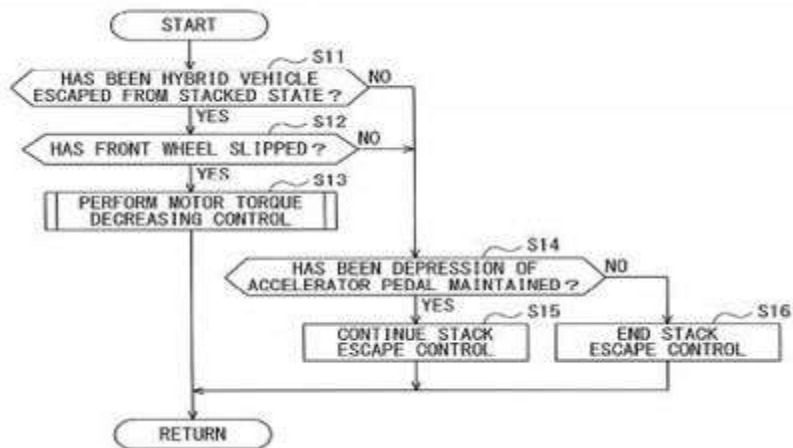 START
S11
HAS BEEN HYBRID VEHICLE
ESCAPED FROM STACKED STATE?
NO
YES
S12
HAS FRONT WHEEL SLIPPED?
NO
YES
S13
PERFORM MOTOR TORQUE
DECREASING CONTROL
S14
HAS BEEN DEPRESSION OF
ACCELERATOR PEDAL MAINTAINED?
NO
YES
S15
CONTINUE STACK
ESCAPE CONTROL
S16
END STACK
ESCAPE CONTROL
RETURN